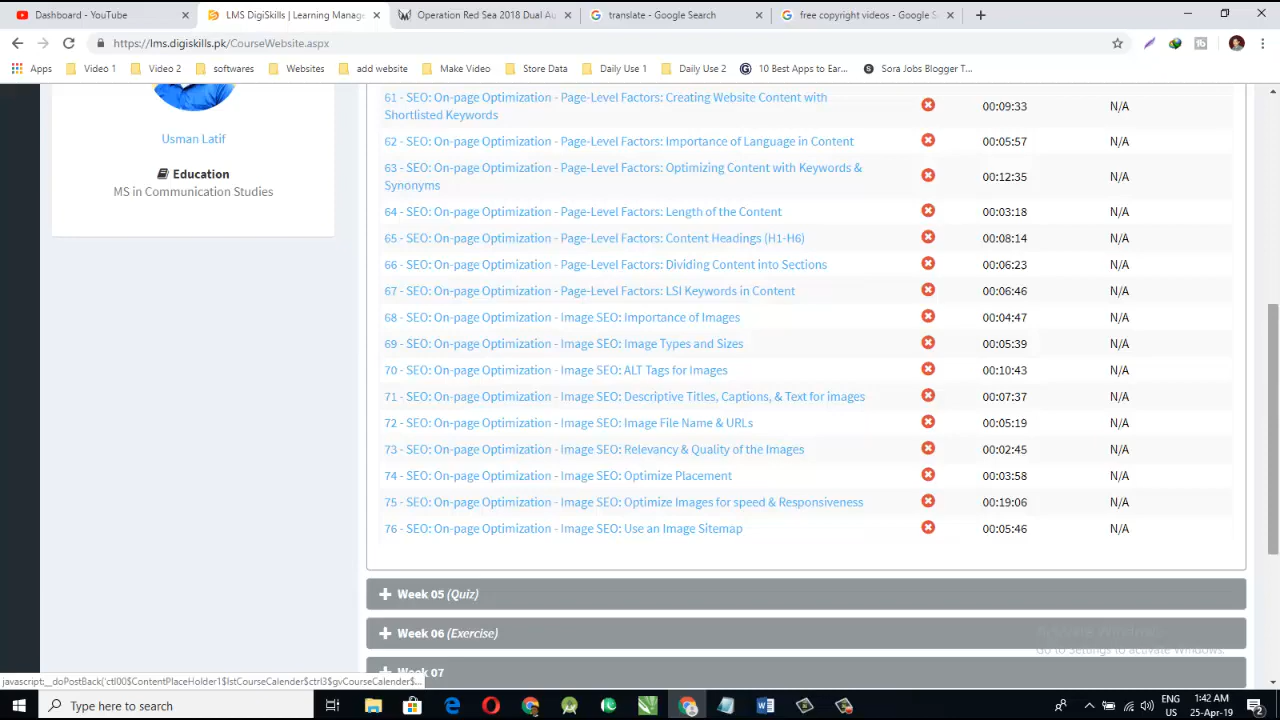 Dashboard - YouTube
LMS DigiSkills | Learning Manag
Operation Red Sea 2018 Dual Au
translate - Google Search
free copyright videos - Google S
https://lms.digiskills.pk/CourseWebsite.aspx
Apps
Video 1
Video 2
softwares
Websites
add website
Make Video
Store Data
Daily Use 1
Daily Use 2
10 Best Apps to Ear...
Sora Jobs Blogger T...
Usman Latif
Education
MS in Communication Studies
61 - SEO: On-page Optimization - Page-Level Factors: Creating Website Content with
Shortlisted Keywords
00:09:33 N/A
62 - SEO: On-page Optimization - Page-Level Factors: Importance of Language in Content 00:05:57 N/A
63 - SEO: On-page Optimization - Page-Level Factors: Optimizing Content with Keywords &
Synonyms
00:12:35 N/A
64 - SEO: On-page Optimization - Page-Level Factors: Length of the Content 00:03:18 N/A
65 - SEO: On-page Optimization - Page-Level Factors: Content Headings (H1-H6) 00:08:14 N/A
66 - SEO: On-page Optimization - Page-Level Factors: Dividing Content into Sections 00:06:23 N/A
67 - SEO: On-page Optimization - Page-Level Factors: LSI Keywords in Content 00:06:46 N/A
68 - SEO: On-page Optimization - Image SEO: Importance of Images 00:04:47 N/A
69 - SEO: On-page Optimization - Image SEO: Image Types and Sizes 00:05:39 N/A
70 - SEO: On-page Optimization - Image SEO: ALT Tags for Images 00:10:43 N/A
71 - SEO: On-page Optimization - Image SEO: Descriptive Titles, Captions, & Text for images 00:07:37 N/A
72 - SEO: On-page Optimization - Image SEO: Image File Name & URLs 00:05:19 N/A
73 - SEO: On-page Optimization - Image SEO: Relevancy & Quality of the Images 00:02:45 N/A
74 - SEO: On-page Optimization - Image SEO: Optimize Placement 00:03:58 N/A
75 - SEO: On-page Optimization - Image SEO: Optimize Images for speed & Responsiveness 00:19:06 N/A
76 - SEO: On-page Optimization - Image SEO: Use an Image Sitemap 00:05:46 N/A
Week 05 (Quiz)
Week 06 (Exercise)
Activate Windows
Go to Settings to activate Windows.
Week 07
javascript:__doPostBack('ctl00$ContentPlaceHolder1$lstCourseCalender$ctrl3$gvCourseCalender$...
Type here to search
ENG
US
1:42 AM
25-Apr-19
2